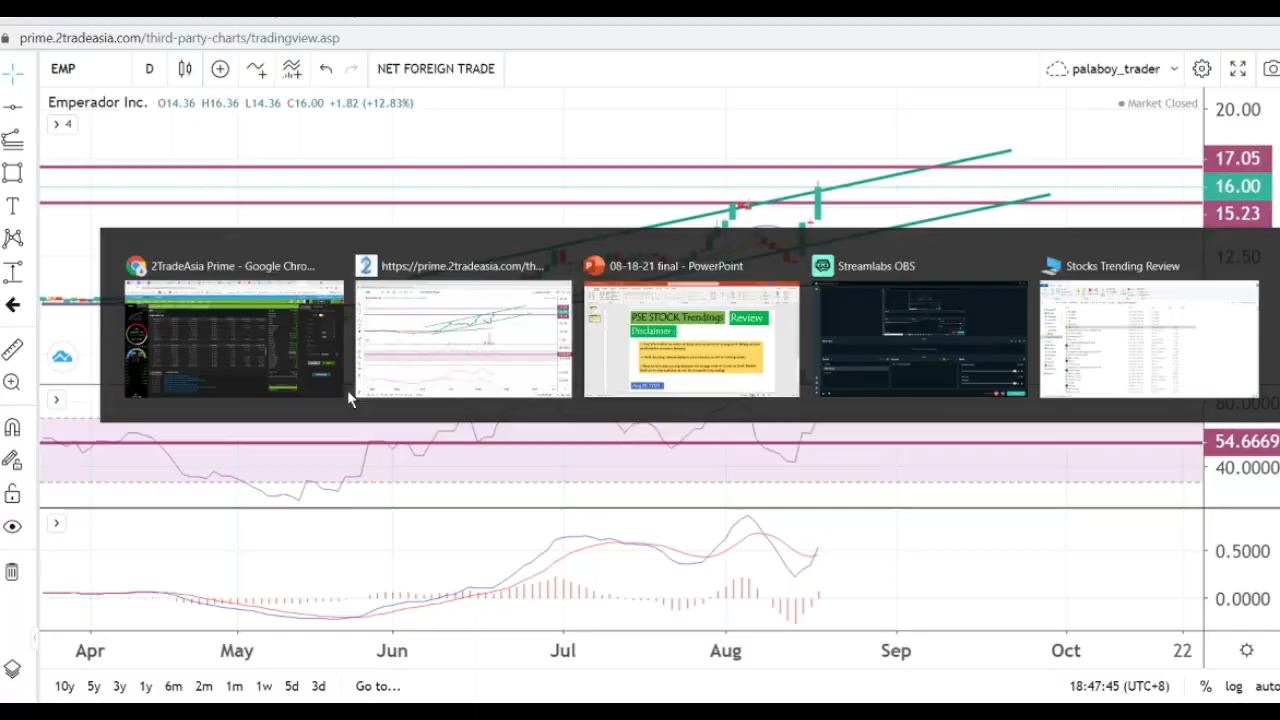 prime.2tradeasia.com/third-party-charts/tradingview.asp
EMP D NET FOREIGN TRADE palaboy_trader
Emperador Inc. O14.36 H16.36 L14.36 C16.00 +1.82 (+12.83%) Market Closed
4
20.00
17.05
16.00
15.23
12.50
2TradeAsia Prime - Google Chro...
https://prime.2tradeasia.com/th...
08-18-21 final - PowerPoint
Streamlabs OBS
Stocks Trending Review
PSE STOCK Trendings Review
Disclaimer :
80.0000
54.6669
40.0000
0.5000
0.0000
Apr May Jun Jul Aug Sep Oct 22
10y 5y 3y 1y 6m 2m 1m 1w 5d 3d Go to... 18:47:45 (UTC+8) % log auto